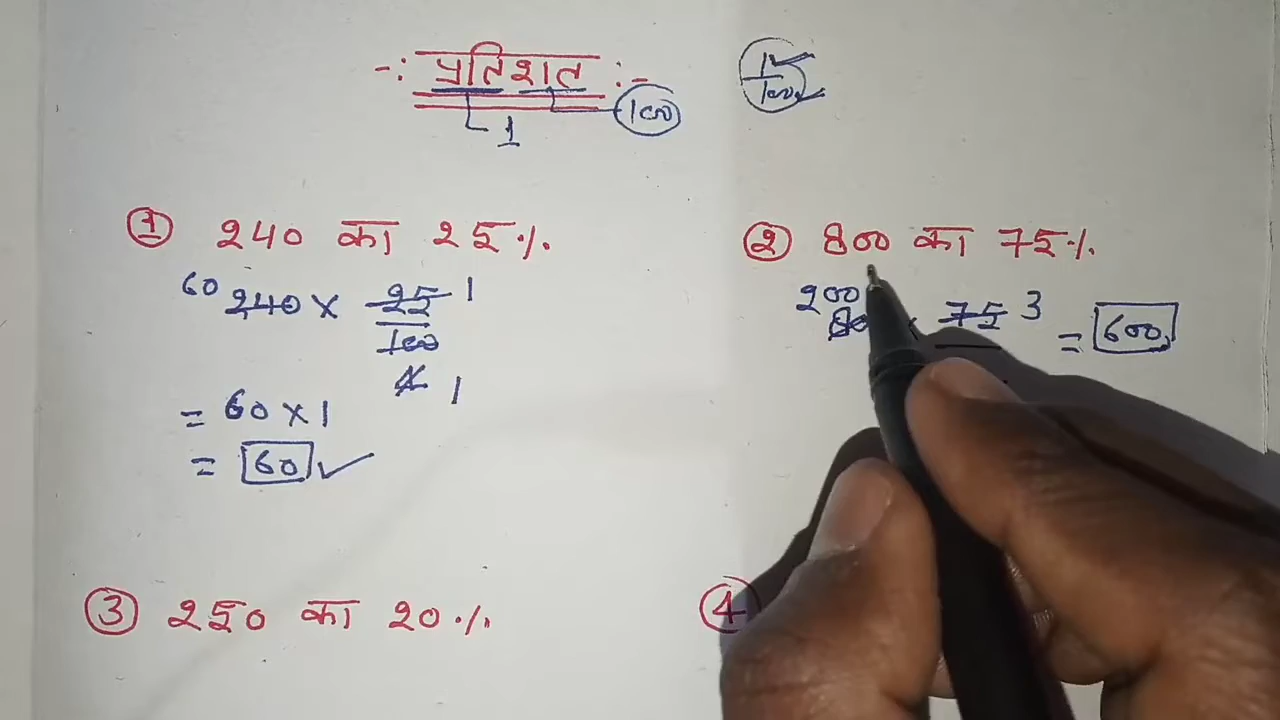 -: प्रतिशत :-
1 100
1/100
① 240 का 25%
60 240 × 25/100 1
4 1
= 60 × 1
= 60 ✓
② 800 का 75%
200
75 3 = 600
③ 250 का 20%
④